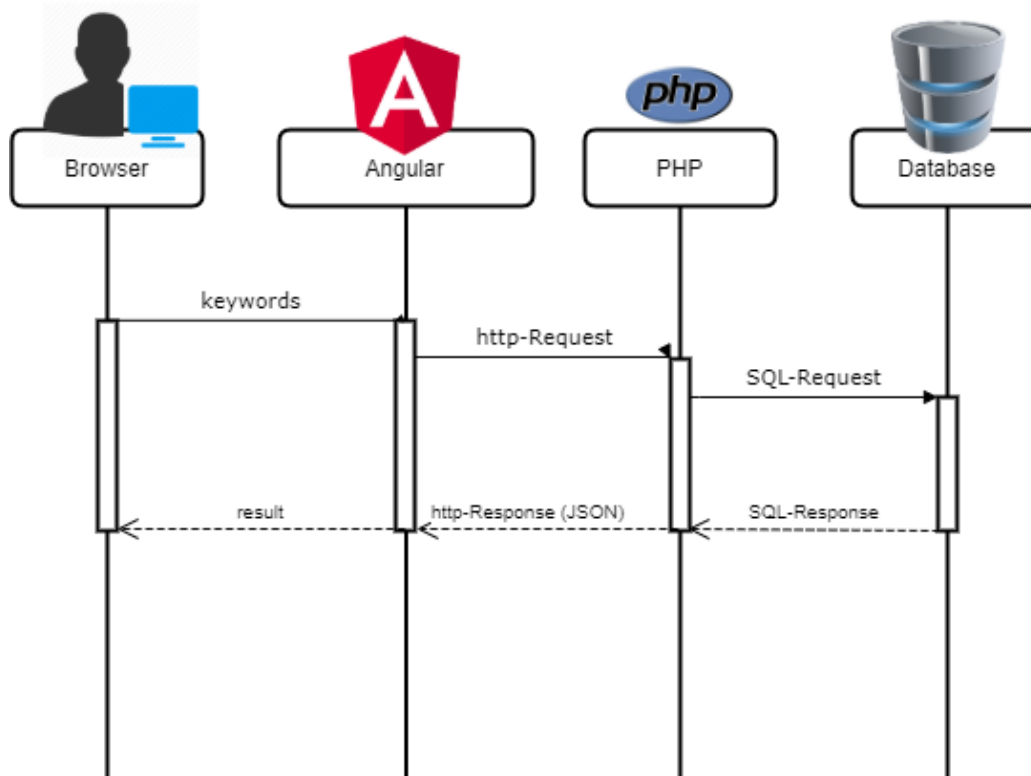 A
php
Browser
Angular
PHP
Database
keywords
http-Request
SQL-Request
result
http-Response (JSON)
SQL-Response